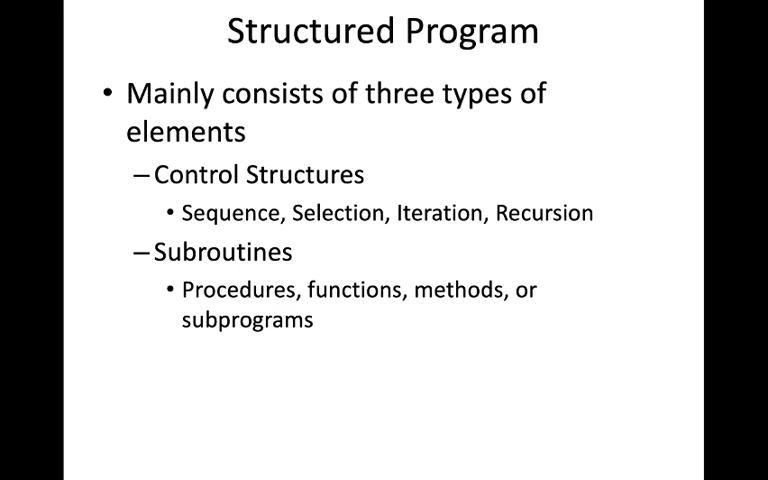 Structured Program
• Mainly consists of three types of
elements
–Control Structures
• Sequence, Selection, Iteration, Recursion
–Subroutines
• Procedures, functions, methods, or
subprograms